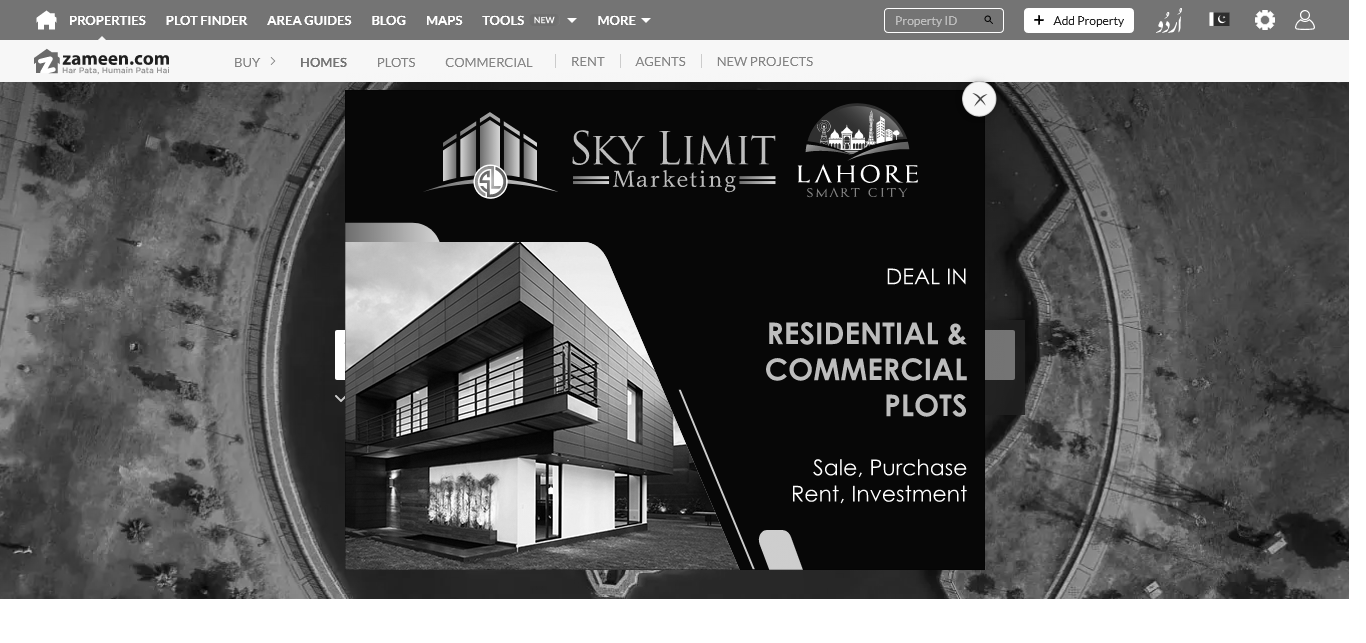 PROPERTIES PLOT FINDER AREA GUIDES BLOG MAPS TOOLS NEW MORE Property ID + Add Property اُردُو
zameen.com
Har Pata, Humain Pata Hai
BUY HOMES PLOTS COMMERCIAL RENT AGENTS NEW PROJECTS
SL
SKY LIMIT
Marketing
LAHORE
SMART CITY
DEAL IN
RESIDENTIAL &
COMMERCIAL
PLOTS
Sale, Purchase
Rent, Investment